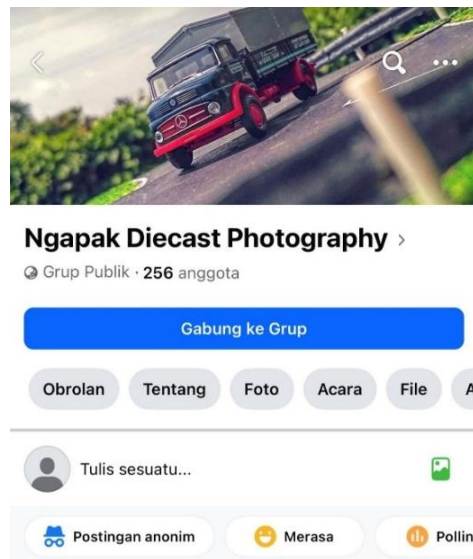 Ngapak Diecast Photography
Grup Publik · 256 anggota
Gabung ke Grup
Obrolan Tentang Foto Acara File A
Tulis sesuatu...
Postingan anonim Merasa Pollin